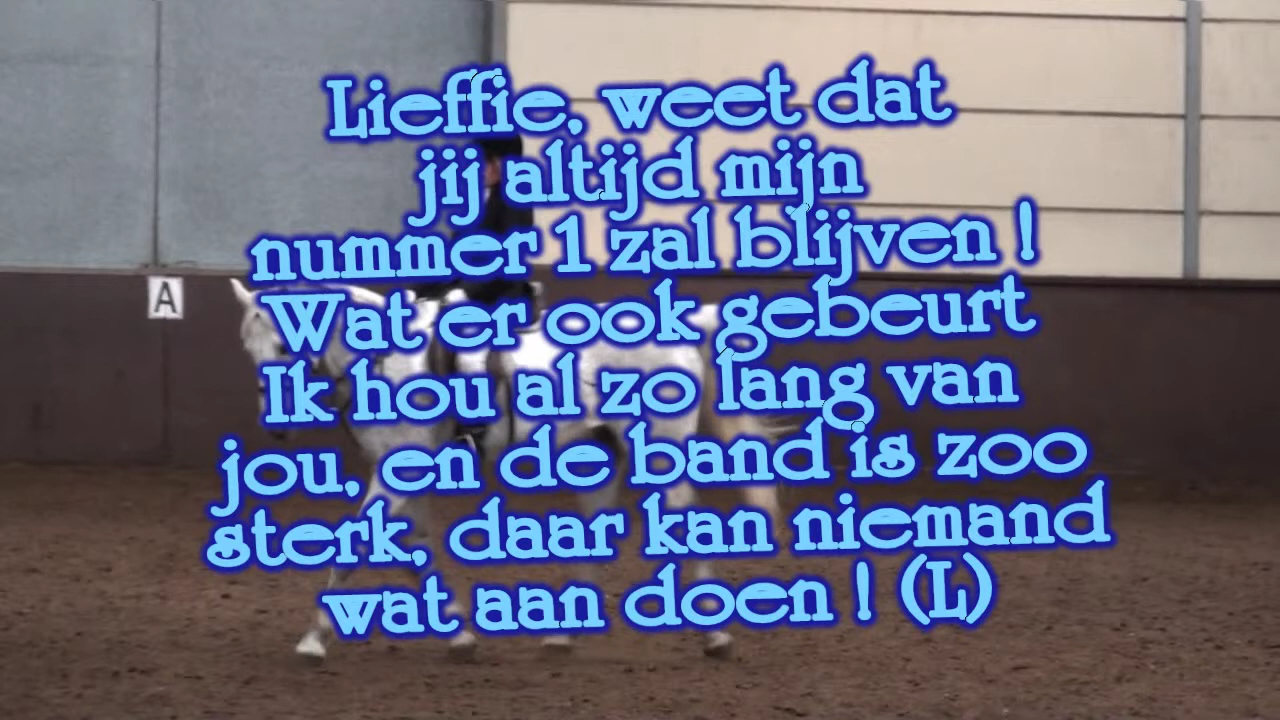 Lieffie, weet dat
jij altijd mijn
nummer 1 zal blijven !
A
Wat er ook gebeurt
Ik hou al zo lang van
jou, en de band is zoo
sterk, daar kan niemand
wat aan doen ! (L)